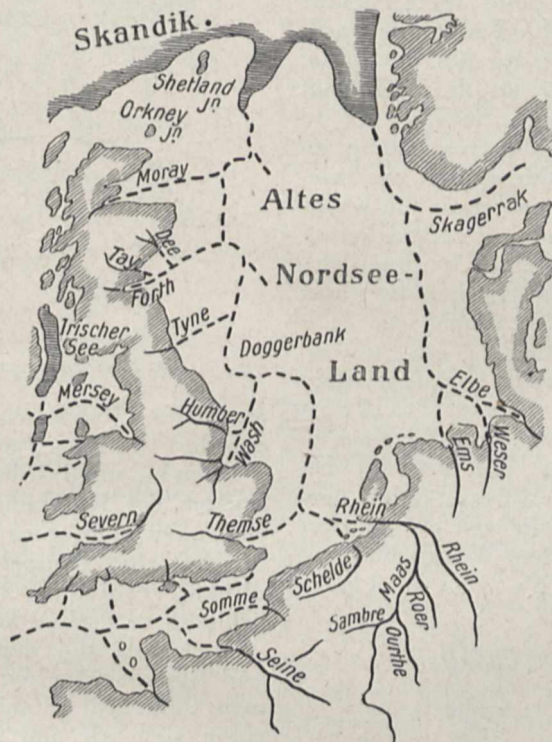 Skandik.
Shetland
Jn
Orkney
Jn
Moray
Altes
Skagerrak
Dee
Tay
Forth
Nordsee-
Tyne
Irischer
See
Doggerbank
Land
Elbe
Mersey
Humber
Wash
Ems
Weser
Rhein
Severn
Themse
Rhein
Schelde
Maas
Roer
Somme
Sambre
Ourthe
Seine